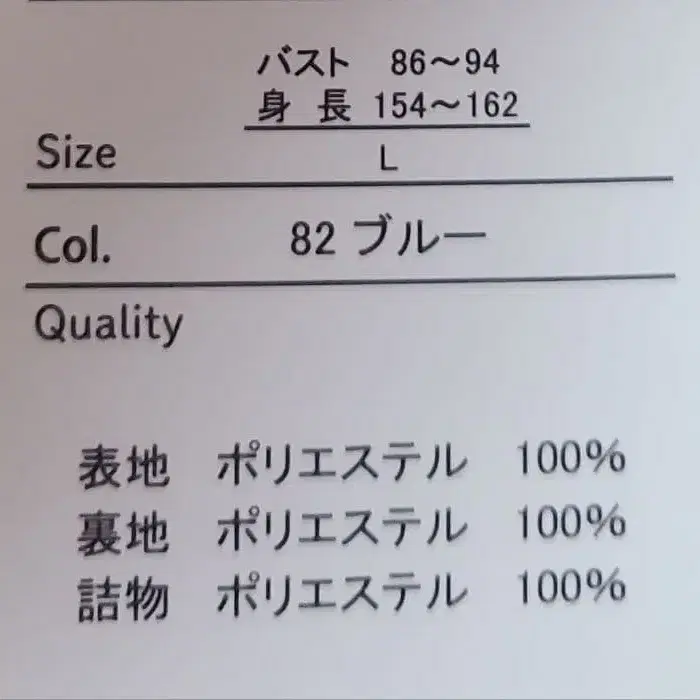 バスト 86～94
身 長 154～162
Size L
Col. 82 ブルー
Quality
表地 ポリエステル 100%
裏地 ポリエステル 100%
詰物 ポリエステル 100%